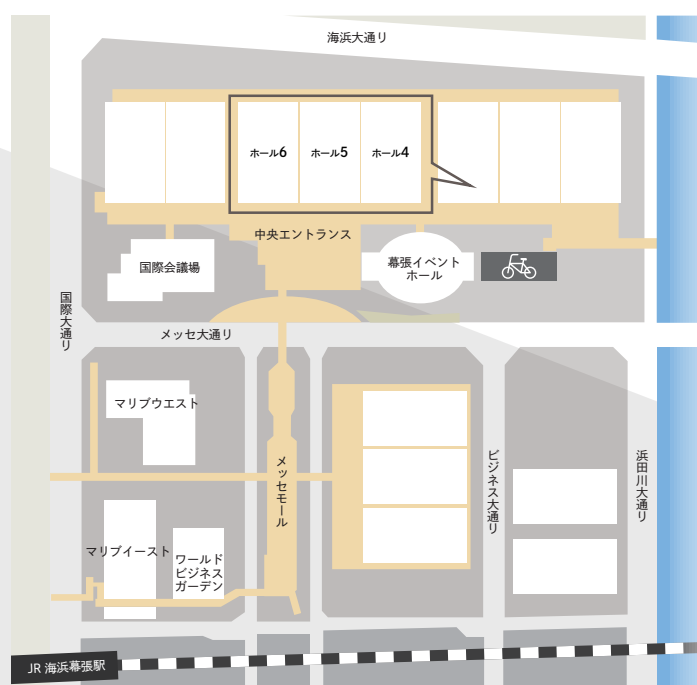 海浜大通り
ホール6
ホール5
ホール4
中央エントランス
国際会議場
幕張イベント
ホール
国際大通り
メッセ大通り
マリブウエスト
メッセモール
ビジネス大通り
浜田川大通り
マリブイースト
ワールド
ビジネス
ガーデン
JR 海浜幕張駅